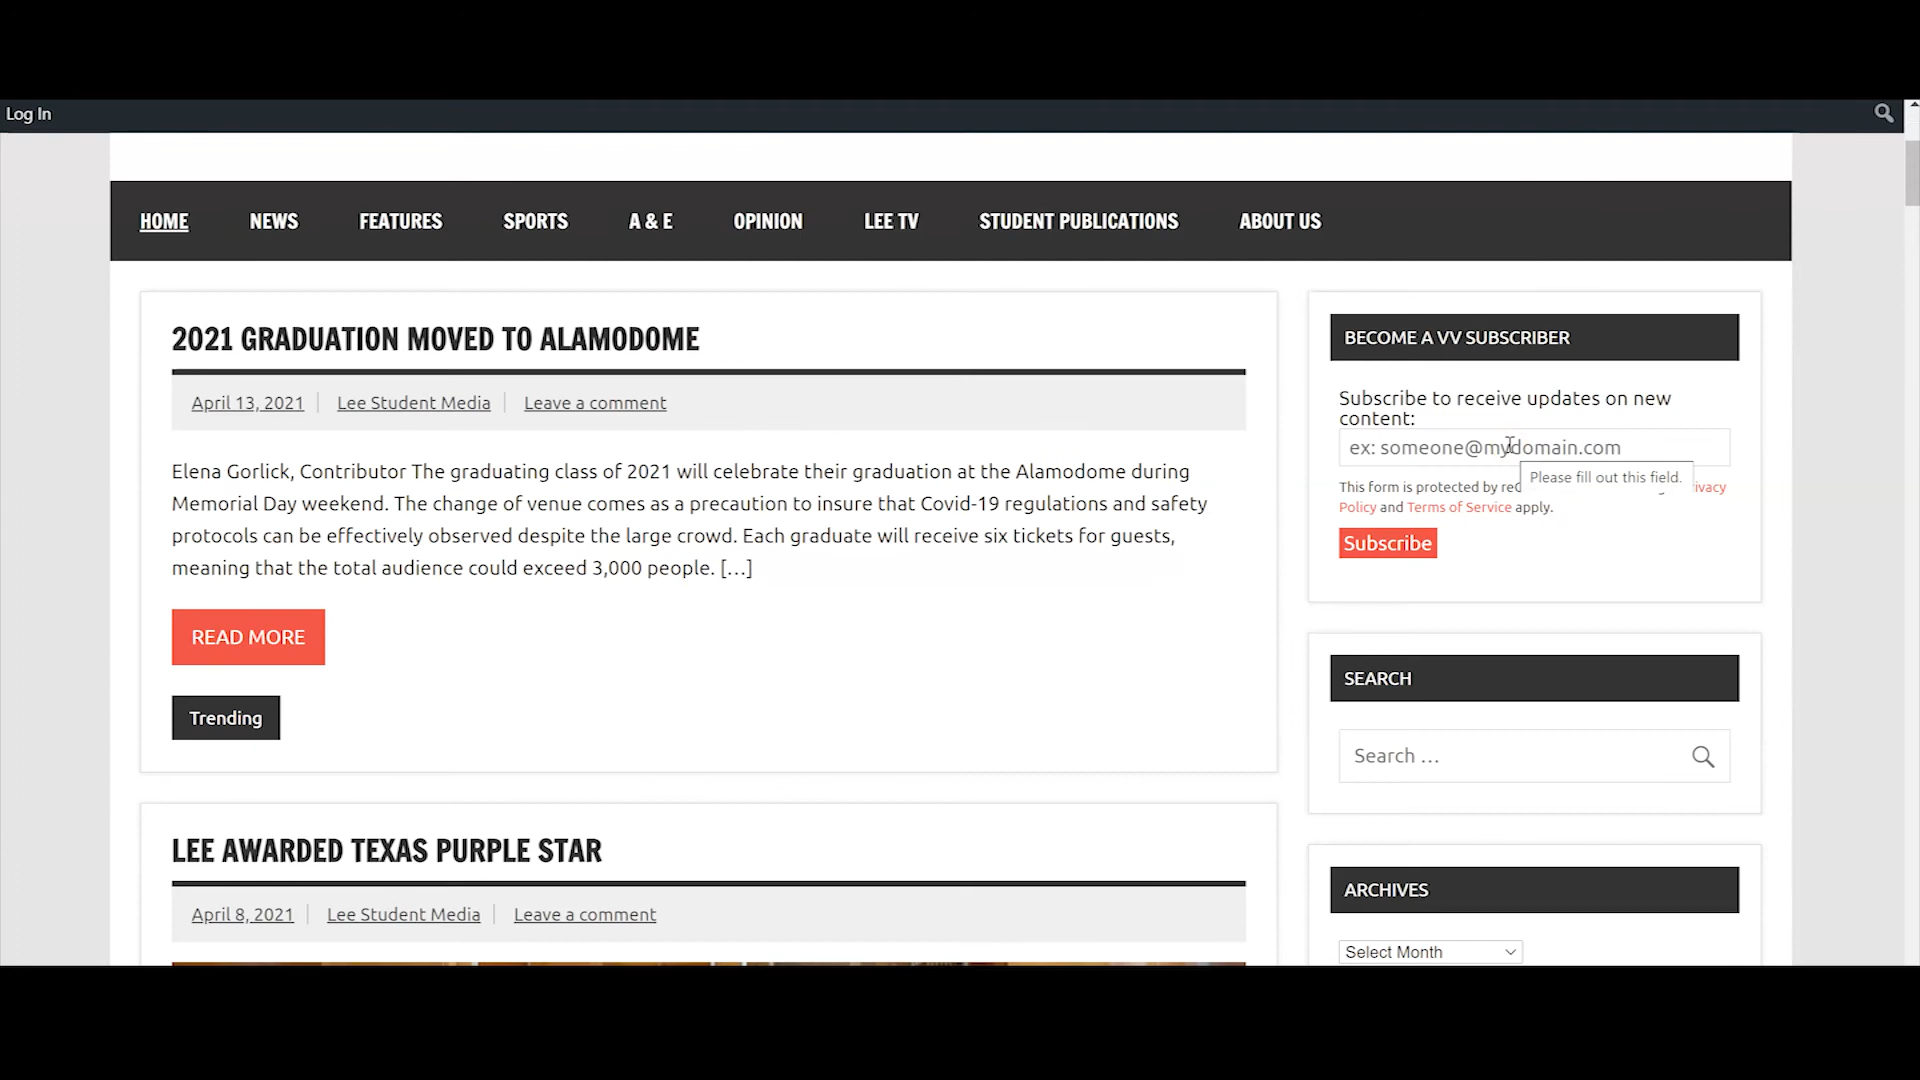 Log In
HOME NEWS FEATURES SPORTS A & E OPINION LEE TV STUDENT PUBLICATIONS ABOUT US
2021 GRADUATION MOVED TO ALAMODOME
April 13, 2021 Lee Student Media Leave a comment
Elena Gorlick, Contributor The graduating class of 2021 will celebrate their graduation at the Alamodome during
Memorial Day weekend. The change of venue comes as a precaution to insure that Covid-19 regulations and safety
protocols can be effectively observed despite the large crowd. Each graduate will receive six tickets for guests,
meaning that the total audience could exceed 3,000 people. […]
READ MORE
Trending
LEE AWARDED TEXAS PURPLE STAR
April 8, 2021 Lee Student Media Leave a comment
BECOME A VV SUBSCRIBER
Subscribe to receive updates on new
content:
ex: someone@mydomain.com
Please fill out this field.
This form is protected by
Policy and Terms of Service apply.
Subscribe
SEARCH
Search …
ARCHIVES
Select Month